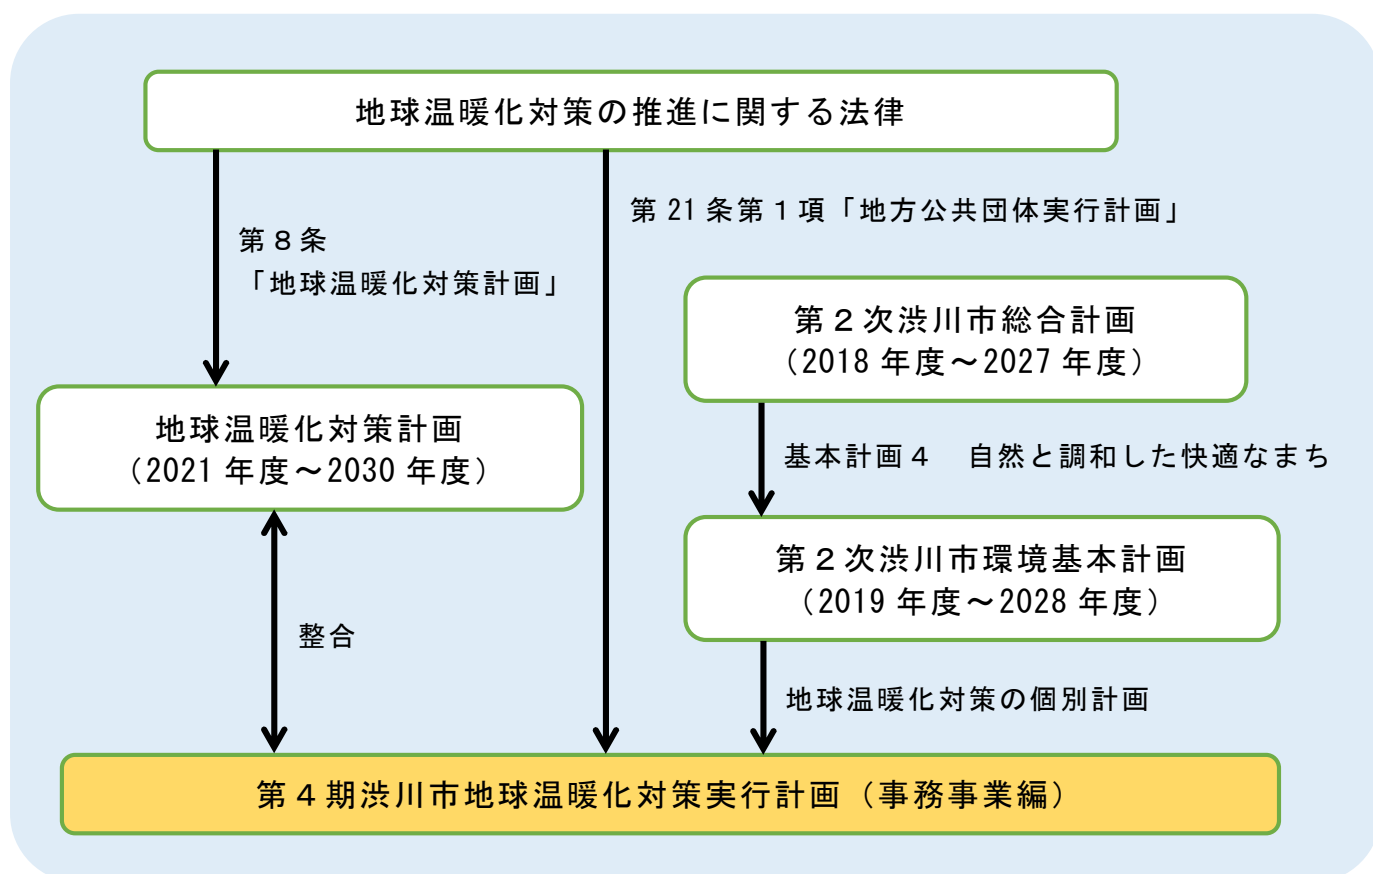 地球温暖化対策の推進に関する法律
第21条第１項「地方公共団体実行計画」
第８条
「地球温暖化対策計画」
第２次渋川市総合計画
（2018 年度～2027 年度）
地球温暖化対策計画
（2021 年度～2030 年度）
基本計画４　自然と調和した快適なまち
第２次渋川市環境基本計画
（2019 年度～2028 年度）
整合
地球温暖化対策の個別計画
第４期渋川市地球温暖化対策実行計画（事務事業編）